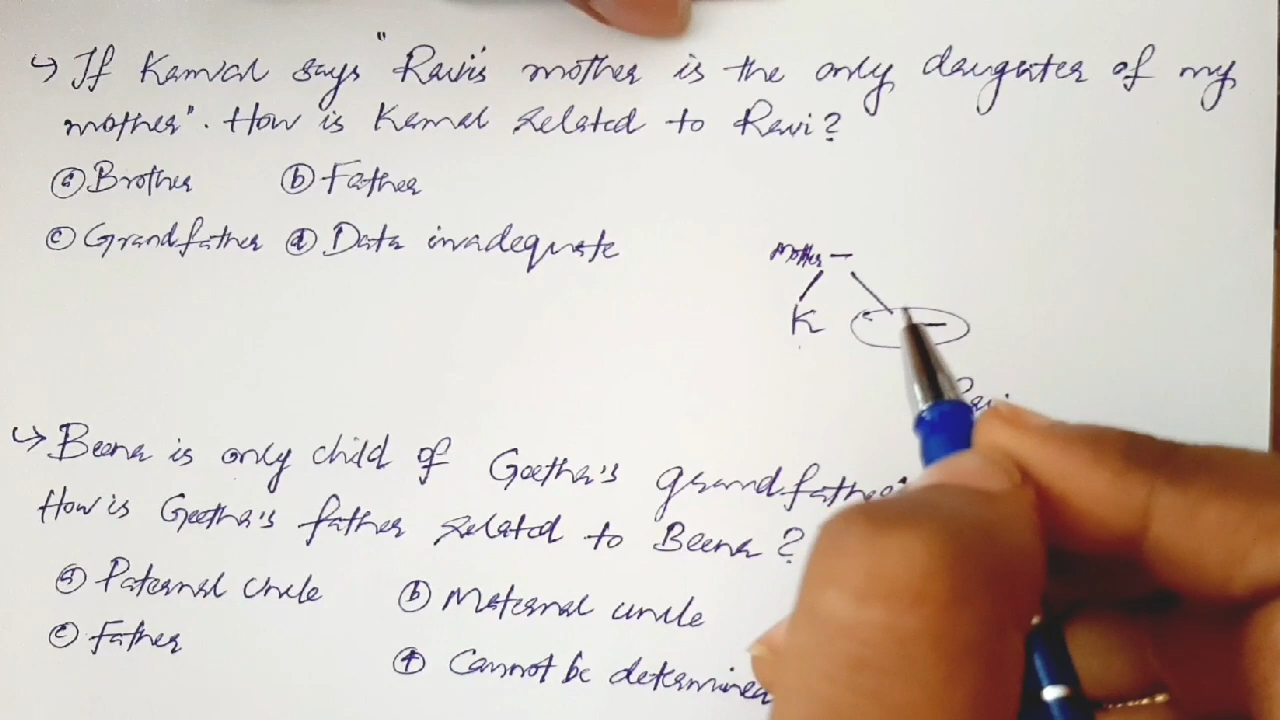 ↳ If Kamal says "Ravi's mother is the only daughter of my
mother". How is Kamal related to Ravi?
ⓐ Brother ⓑ Father
ⓒ Grandfather ⓓ Data inadequate
Mother —
K —
Ravi
↳ Beena is only child of Geetha's grandfather
How is Geetha's father related to Beena?
ⓐ Paternal Uncle ⓑ Maternal uncle
ⓒ Father Cannot be determined